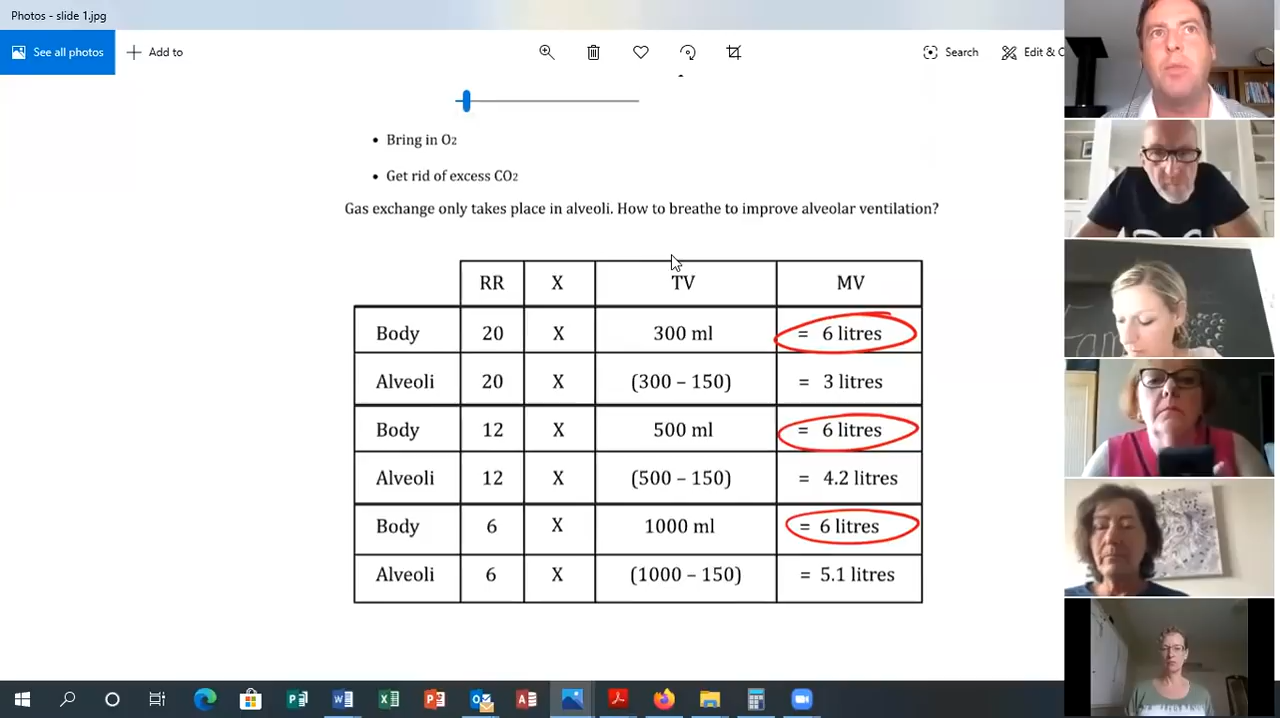 Photos - slide 1.jpg
See all photos Add to Search Edit & C
• Bring in O2
• Get rid of excess CO2
Gas exchange only takes place in alveoli. How to breathe to improve alveolar ventilation?
RR X TV MV
Body 20 X 300 ml = 6 litres
Alveoli 20 X (300 – 150) = 3 litres
Body 12 X 500 ml = 6 litres
Alveoli 12 X (500 – 150) = 4.2 litres
Body 6 X 1000 ml = 6 litres
Alveoli 6 X (1000 – 150) = 5.1 litres